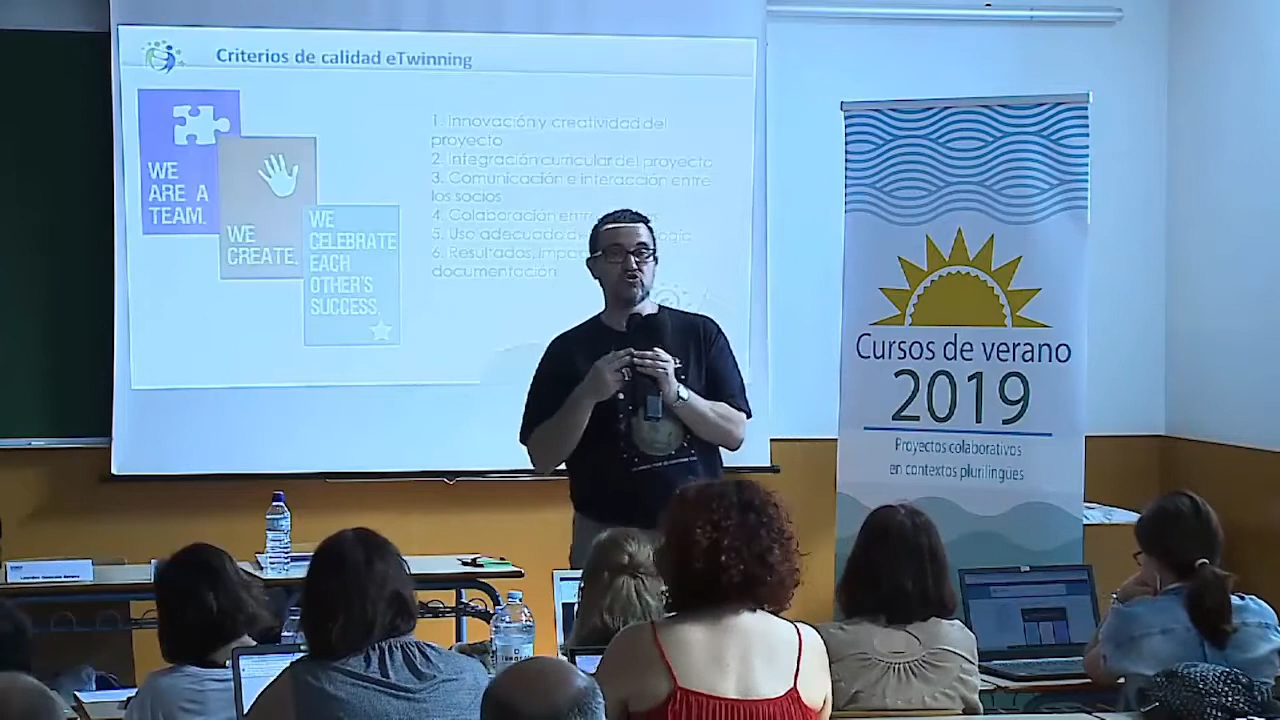 Criterios de calidad eTwinning
WE
ARE A
TEAM.
WE
CREATE.
WE
CELEBRATE
EACH
OTHER'S
SUCCESS.
1. Innovación y creatividad del
proyecto
2. Integración curricular del proyecto
3. Comunicación e interacción entre
los socios
4. Colaboración
5. Uso adecuado
6. Resultados,
documentación
Cursos de verano
2019
Proyectos colaborativos
en contextos plurilingües